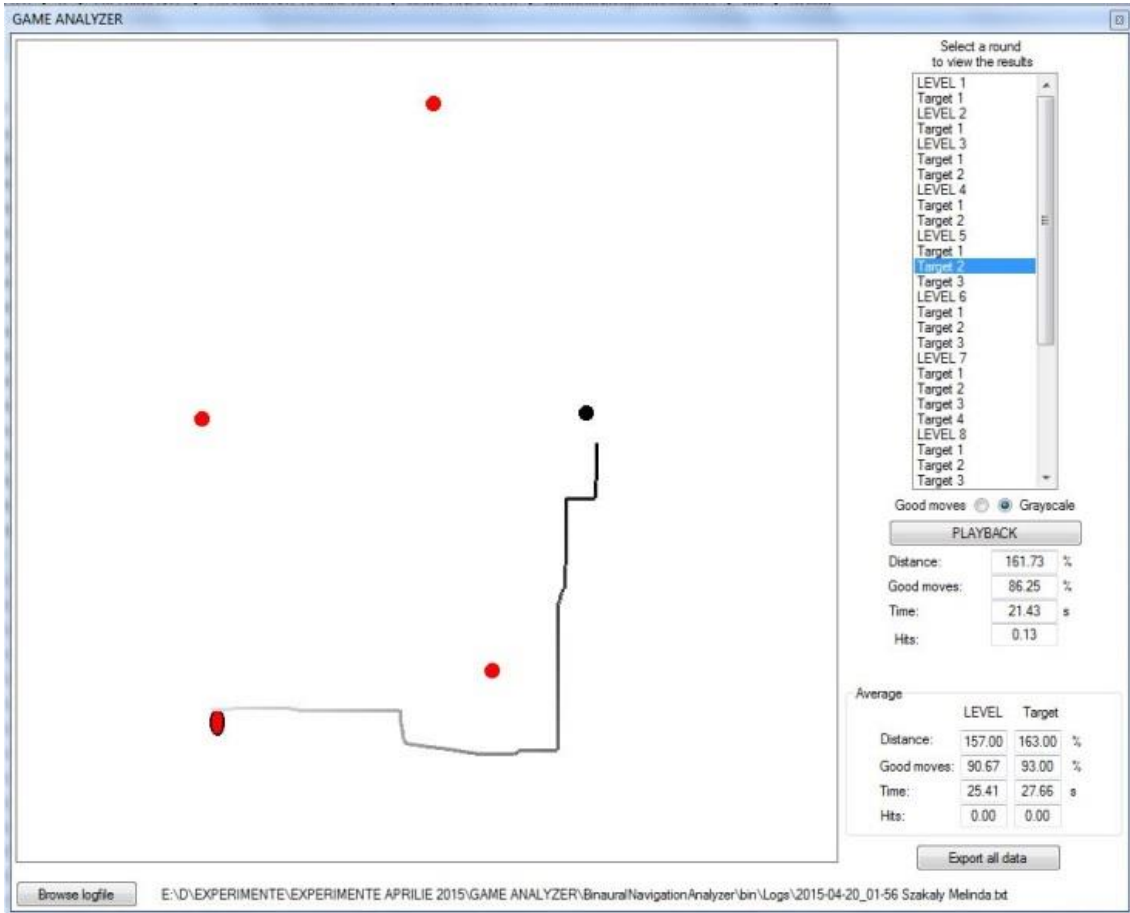 GAME ANALYZER
Select a round
to view the results
LEVEL 1
Target 1
LEVEL 2
Target 1
LEVEL 3
Target 1
Target 2
LEVEL 4
Target 1
Target 2
LEVEL 5
Target 1
Target 2
Target 3
LEVEL 6
Target 1
Target 2
Target 3
LEVEL 7
Target 1
Target 2
Target 3
Target 4
LEVEL 8
Target 1
Target 2
Target 3
Good moves Grayscale
PLAYBACK
Distance: 161.73 %
Good moves: 86.25 %
Time: 21.43 s
Hits: 0.13
Average
LEVEL Target
Distance: 157.00 163.00 %
Good moves: 90.67 93.00 %
Time: 25.41 27.66 s
Hits: 0.00 0.00
Export all data
Browse logfile E:\D\EXPERIMENTE\EXPERIMENTE APRILIE 2015\GAME ANALYZER\BinauralNavigationAnalyzer\bin\Logs\2015-04-20_01-56 Szakaly Melinda.txt